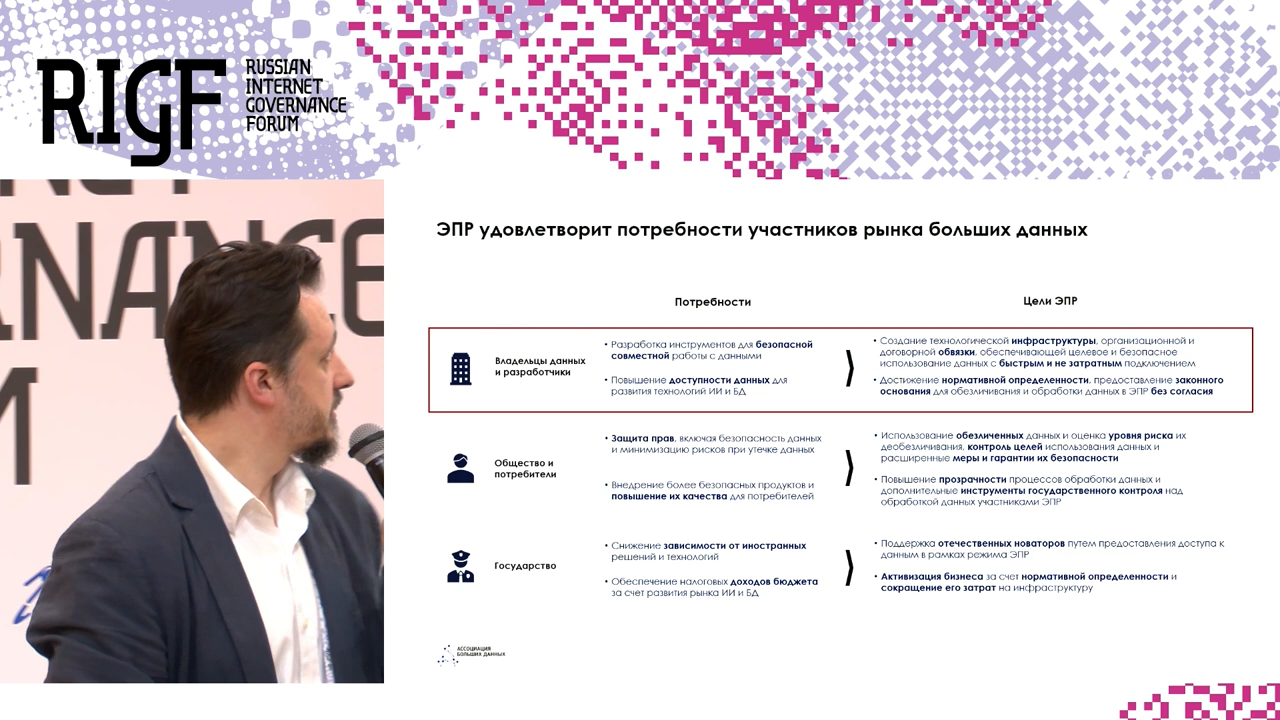 RIGF
RUSSIAN
INTERNET
GOVERNANCE
FORUM
ЭПР удовлетворит потребности участников рынка больших данных
Потребности
Цели ЭПР
Владельцы данных
и разработчики
• Разработка инструментов для безопасной
совместной работы с данными
• Повышение доступности данных для
развития технологий ИИ и БД
• Создание технологической инфраструктуры, организационной и
договорной обвязки, обеспечивающей целевое и безопасное
использование данных с быстрым и не затратным подключением
• Достижение нормативной определенности, предоставление законного
основания для обезличивания и обработки данных в ЭПР без согласия
Общество и
потребители
• Защита прав, включая безопасность данных
и минимизацию рисков при утечке данных
• Внедрение более безопасных продуктов и
повышение их качества для потребителей
• Использование обезличенных данных и оценка уровня риска их
деобезличивания, контроль целей использования данных и
расширенные меры и гарантии их безопасности
• Повышение прозрачности процессов обработки данных и
дополнительные инструменты государственного контроля над
обработкой данных участниками ЭПР
Государство
• Снижение зависимости от иностранных
решений и технологий
• Обеспечение налоговых доходов бюджета
за счет развития рынка ИИ и БД
• Поддержка отечественных новаторов путем предоставления доступа к
данным в рамках режима ЭПР
• Активизация бизнеса за счет нормативной определенности и
сокращение его затрат на инфраструктуру
АССОЦИАЦИЯ
БОЛЬШИХ ДАННЫХ